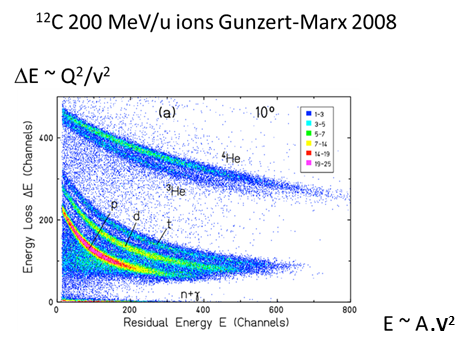 ¹²C 200 MeV/u ions Gunzert-Marx 2008
ΔE ~ Q²/v²
(a) 10°
1-3
3-5
5-7
7-14
14-19
19-25
400
200
0
Energy Loss ΔE (Channels)
⁴He
³He
p
d
t
n+γ
0 200 400 600 800
Residual Energy E (Channels)
E ~ A.v²